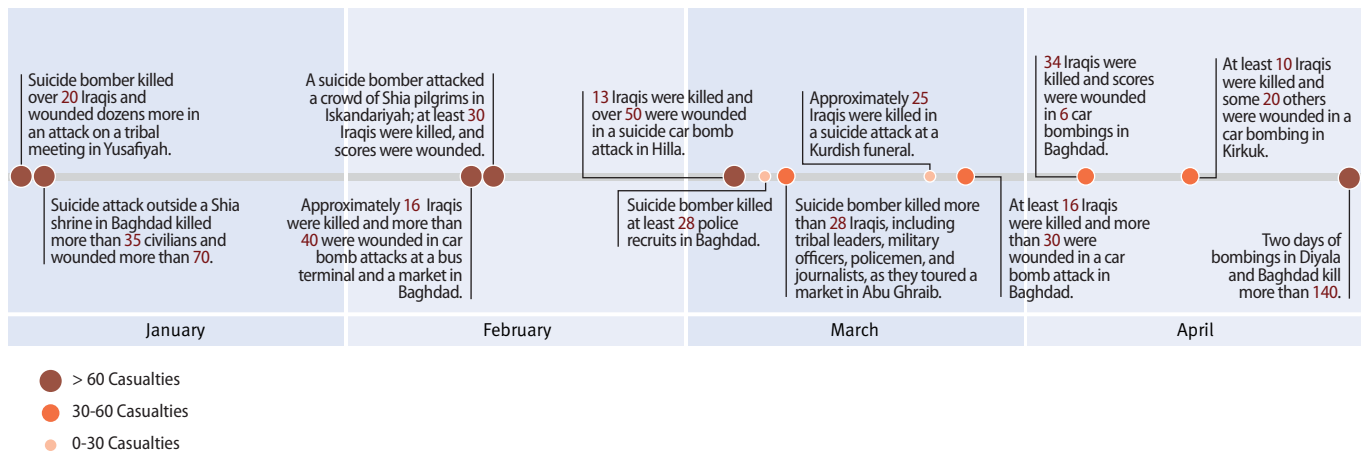 Suicide bomber killed
over 20 Iraqis and
wounded dozens more in
an attack on a tribal
meeting in Yusafiyah.
Suicide attack outside a Shia
shrine in Baghdad killed
more than 35 civilians and
wounded more than 70.
A suicide bomber attacked
a crowd of Shia pilgrims in
Iskandariyah; at least 30
Iraqis were killed, and
scores were wounded.
Approximately 16 Iraqis
were killed and more than
40 were wounded in car
bomb attacks at a bus
terminal and a market in
Baghdad.
13 Iraqis were killed and
over 50 were wounded
in a suicide car bomb
attack in Hilla.
Suicide bomber killed
at least 28 police
recruits in Baghdad.
Approximately 25
Iraqis were killed in
a suicide attack at a
Kurdish funeral.
Suicide bomber killed more
than 28 Iraqis, including
tribal leaders, military
officers, policemen, and
journalists, as they toured a
market in Abu Ghraib.
34 Iraqis were
killed and scores
were wounded
in 6 car
bombings in
Baghdad.
At least 16 Iraqis
were killed and more
than 30 were
wounded in a car
bomb attack in
Baghdad.
At least 10 Iraqis
were killed and
some 20 others
were wounded in a
car bombing in
Kirkuk.
Two days of
bombings in Diyala
and Baghdad kill
more than 140.
January
February
March
April
> 60 Casualties
30-60 Casualties
0-30 Casualties